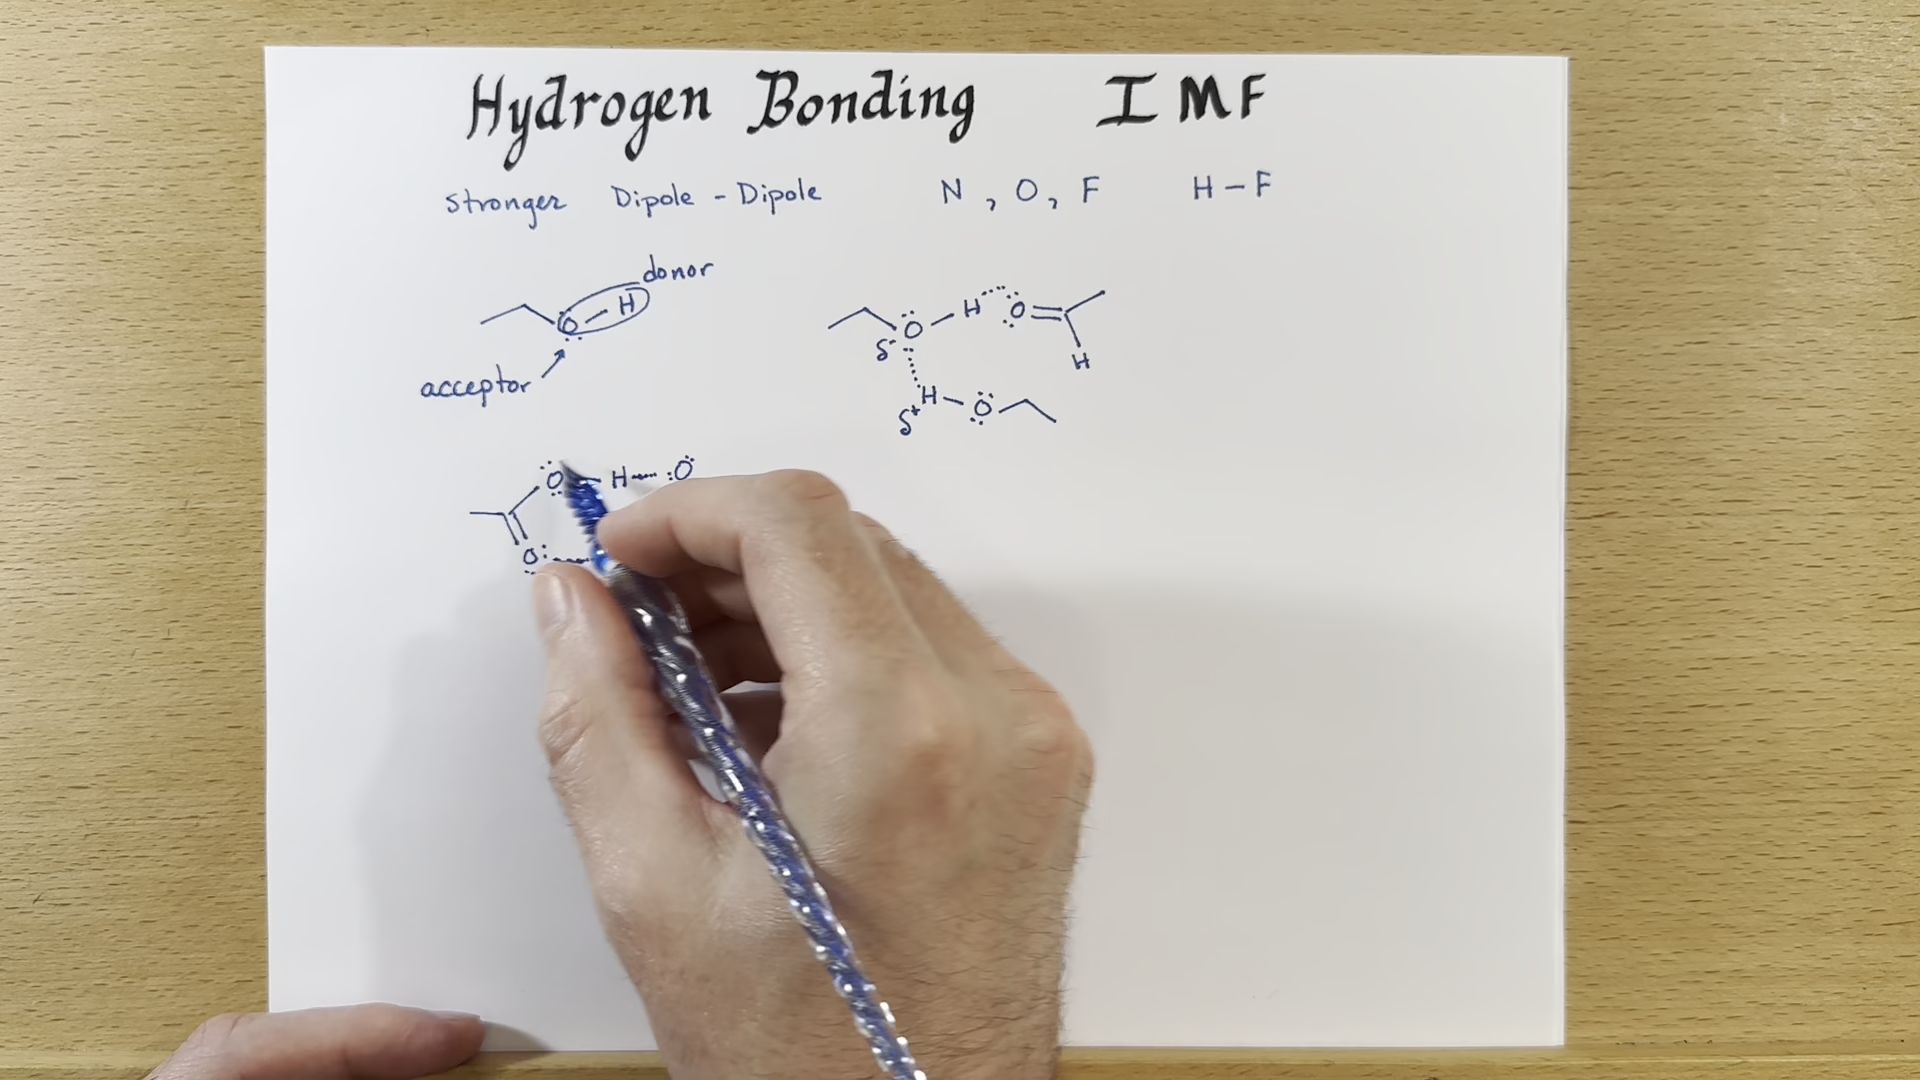 Hydrogen Bonding IMF
Stronger Dipole - Dipole N , O , F H - F
donor
O - H
acceptor
O - H O
H
δ-
H - O
δ+
O H O
O